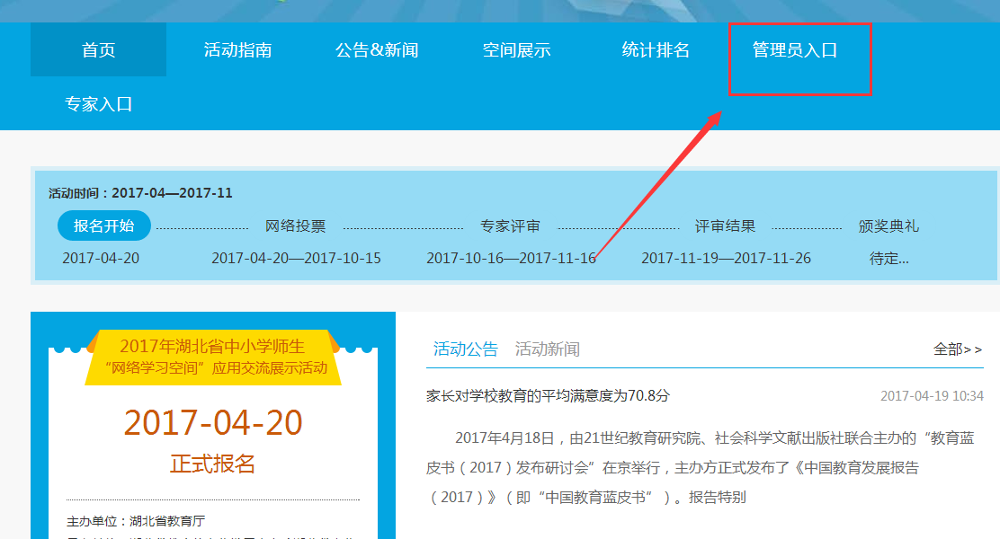 首页 活动指南 公告&新闻 空间展示 统计排名 管理员入口
专家入口
活动时间：2017-04—2017-11
报名开始 网络投票 专家评审 评审结果 颁奖典礼
2017-04-20 2017-04-20—2017-10-15 2017-10-16—2017-11-16 2017-11-19—2017-11-26 待定...
2017年湖北省中小学师生
“网络学习空间”应用交流展示活动
2017-04-20
正式报名
主办单位：湖北省教育厅
活动公告 活动新闻 全部>>
家长对学校教育的平均满意度为70.8分 2017-04-19 10:34
2017年4月18日，由21世纪教育研究院、社会科学文献出版社联合主办的“教育蓝
皮书（2017）发布研讨会”在京举行，主办方正式发布了《中国教育发展报告
（2017）》（即“中国教育蓝皮书”）。报告特别